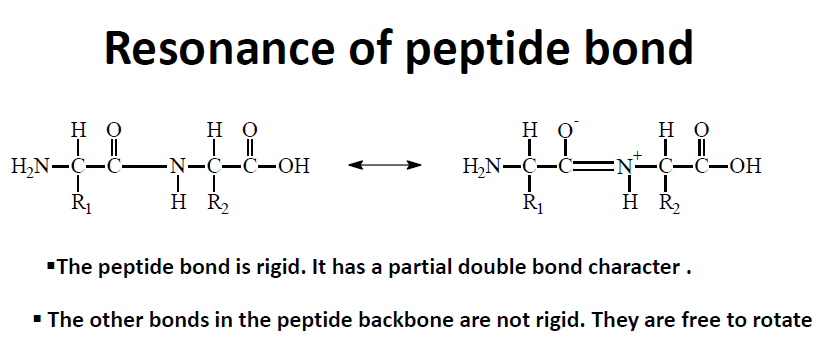 Resonance of peptide bond
H O H O H O⁻ H O
H₂N—C—C—N—C—C—OH ⟷ H₂N—C—C=N⁺—C—C—OH
R₁ H R₂ R₁ H R₂
▪The peptide bond is rigid. It has a partial double bond character .
▪ The other bonds in the peptide backbone are not rigid. They are free to rotate